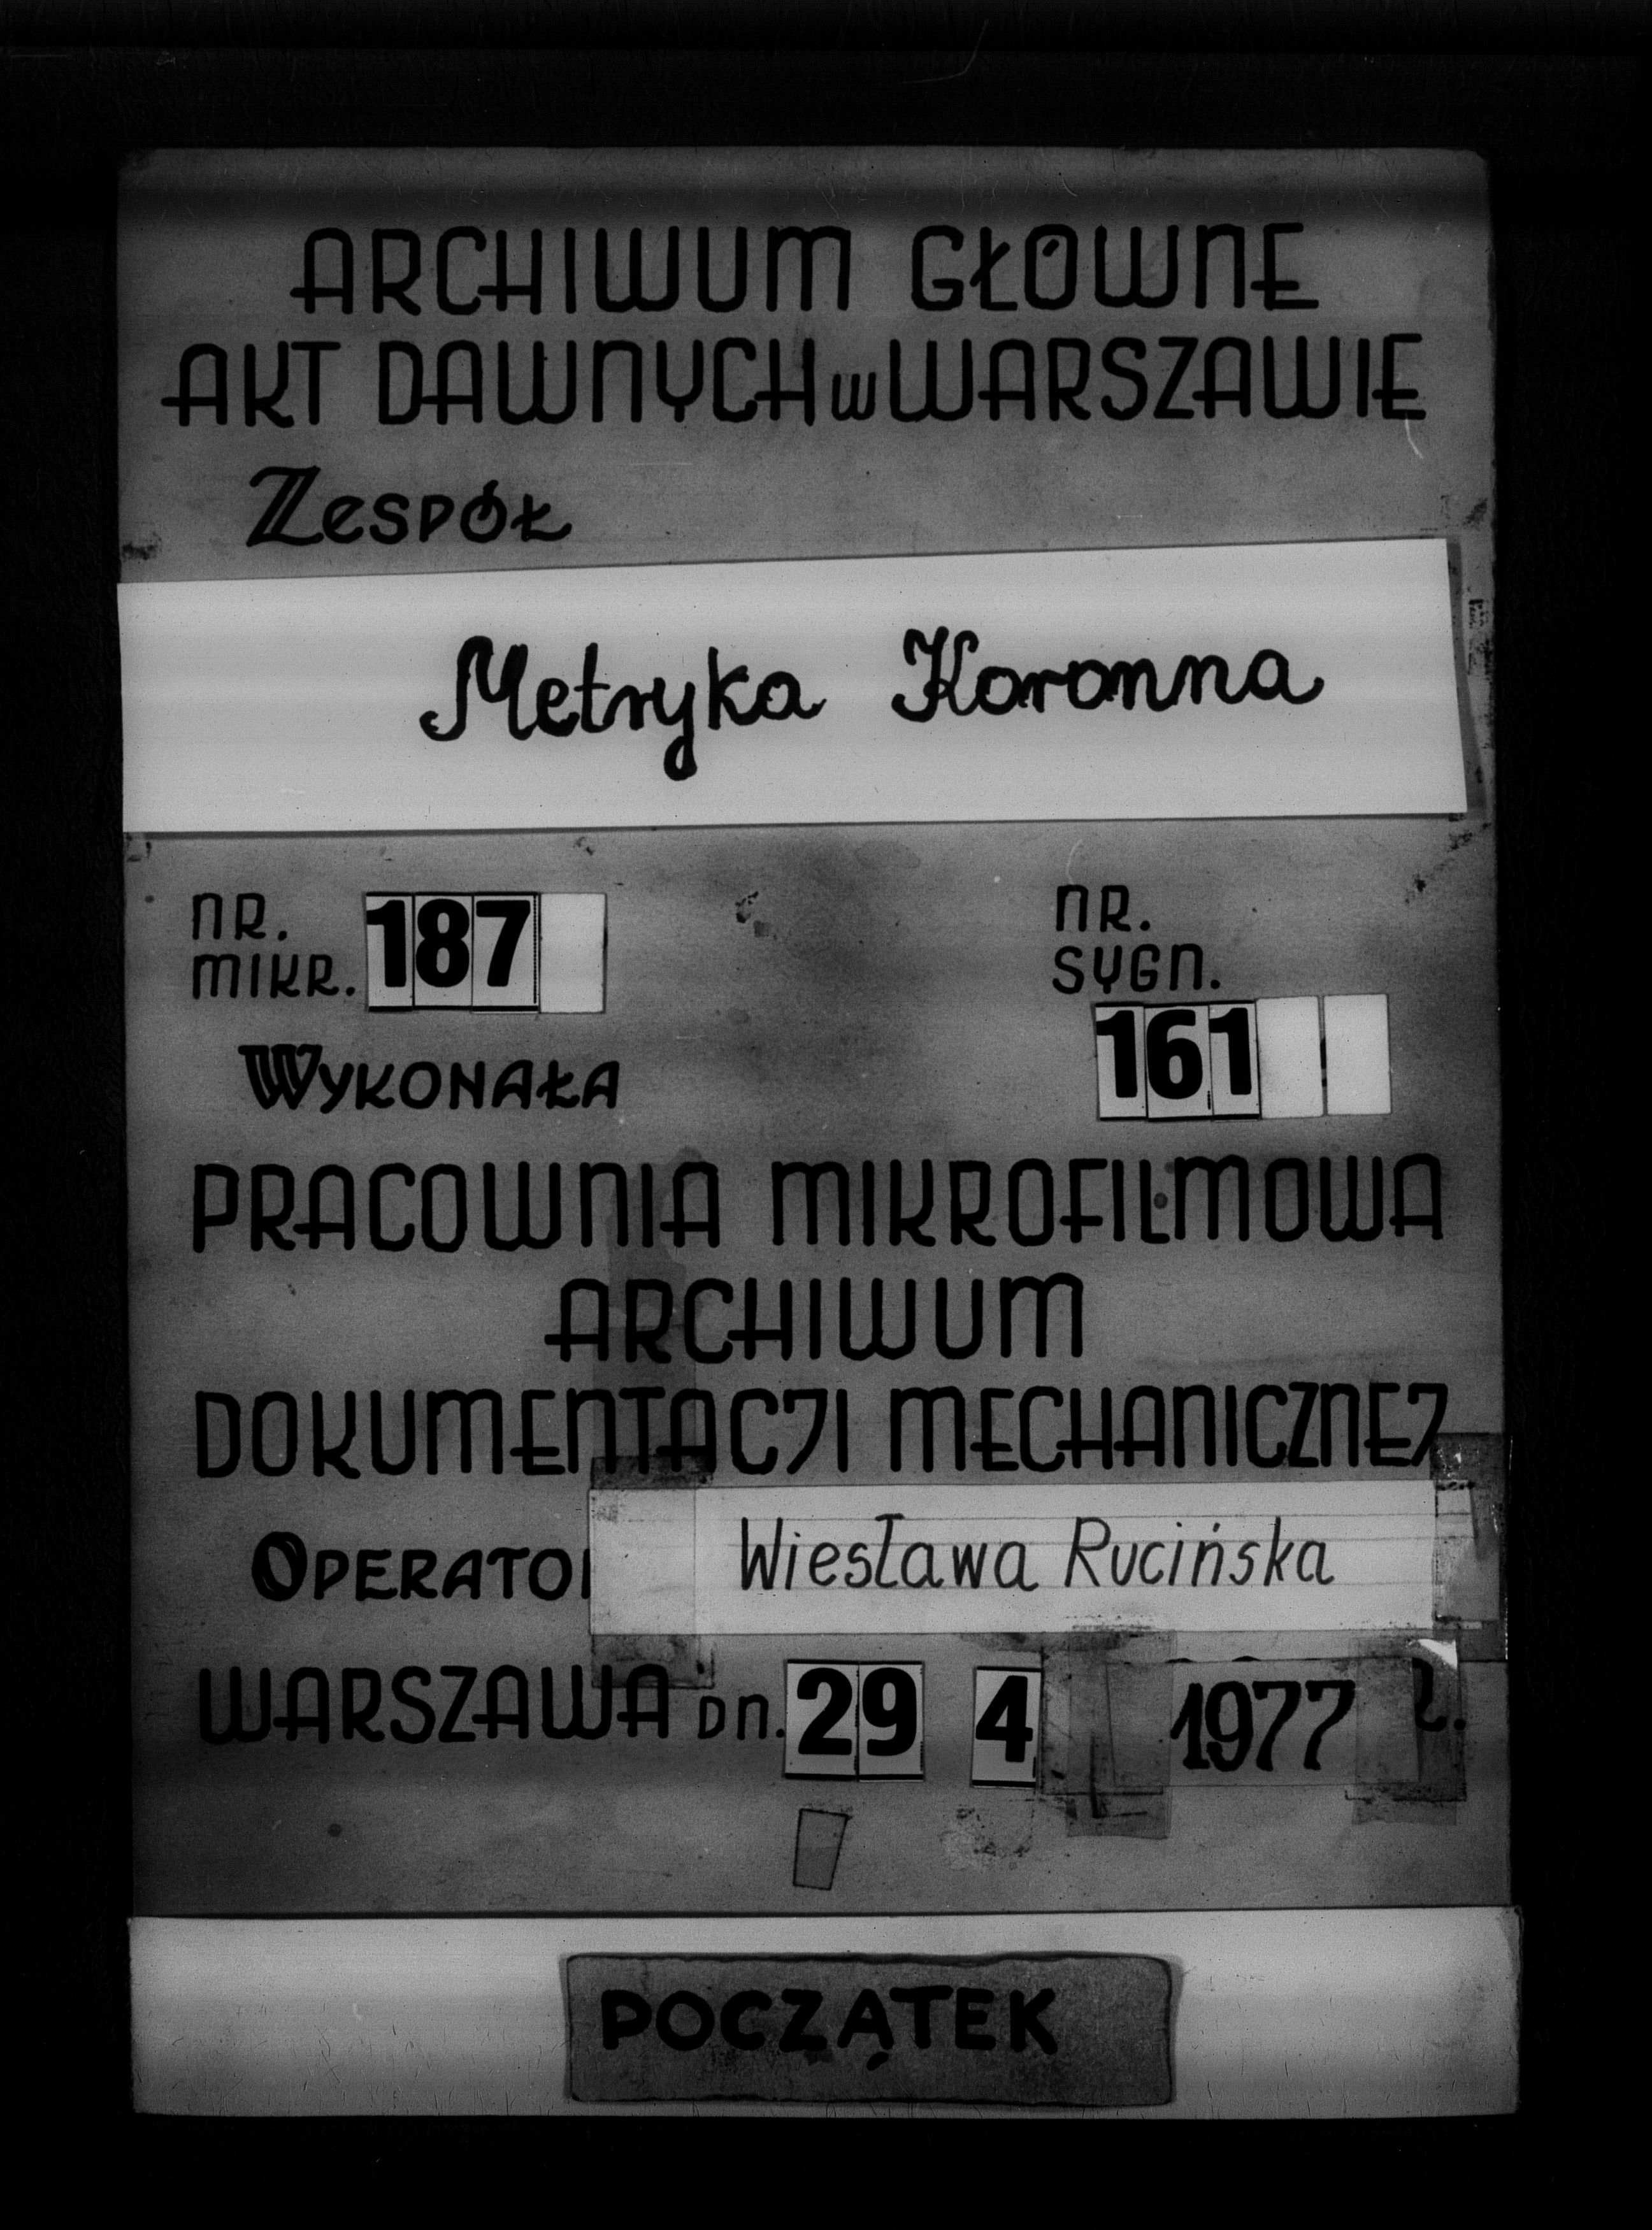 ARCHIWUM GŁÓWNE
AKT DAWNYCH w WARSZAWIE
ZESPÓŁ
Metryka Koronna
NR. MIKR. 187
NR. SYGN. 161
WYKONAŁA
PRACOWNIA MIKROFILMOWA
ARCHIWUM
DOKUMENTACJI MECHANICZNEJ
OPERATOR Wiesława Rucińska
WARSZAWA DN. 29 4 1977 r.
POCZĄTEK